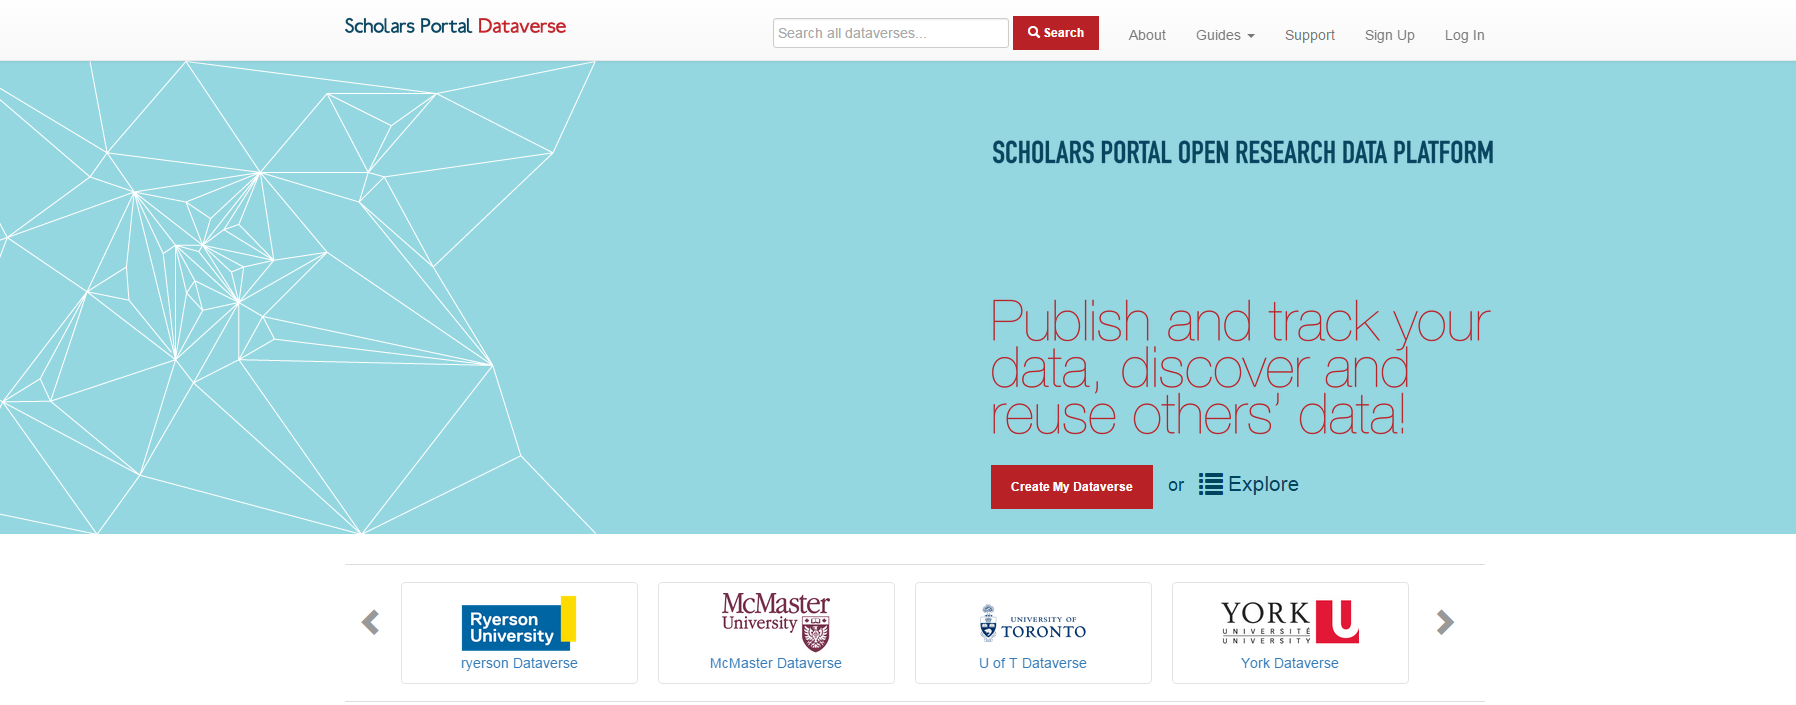 Scholars Portal Dataverse
Search all dataverses...
Search
About
Guides
Support
Sign Up
Log In
SCHOLARS PORTAL OPEN RESEARCH DATA PLATFORM
Publish and track your
data, discover and
reuse others’ data!
Create My Dataverse
or
Explore
Ryerson
University
ryerson Dataverse
McMaster
University
McMaster Dataverse
UNIVERSITY OF
TORONTO
U of T Dataverse
YORK U
UNIVERSITÉ
UNIVERSITY
York Dataverse